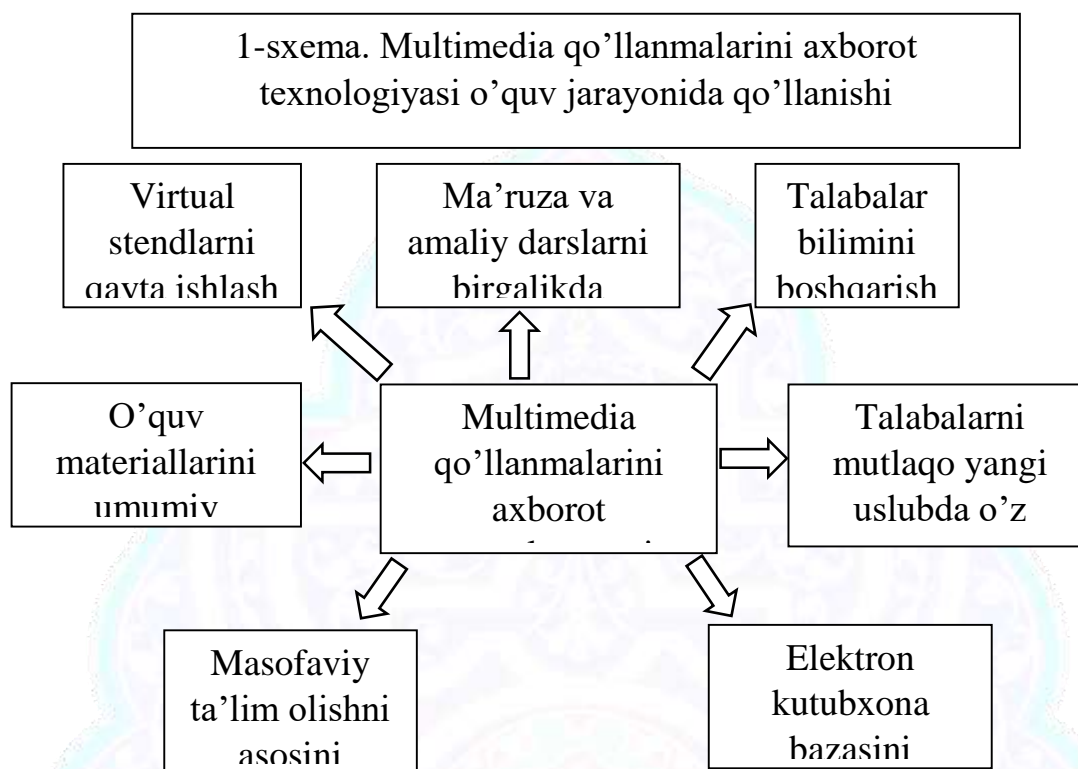 1-sxema. Multimedia qo’llanmalarini axborot
texnologiyasi o’quv jarayonida qo’llanishi
Virtual
stendlarni
qayta ishlash
Ma’ruza va
amaliy darslarni
birgalikda
Talabalar
bilimini
boshqarish
O’quv
materiallarini
umumiy
Multimedia
qo’llanmalarini
axborot
Talabalarni
mutlaqo yangi
uslubda o’z
Masofaviy
ta’lim olishni
asosini
Elektron
kutubxona
bazasini